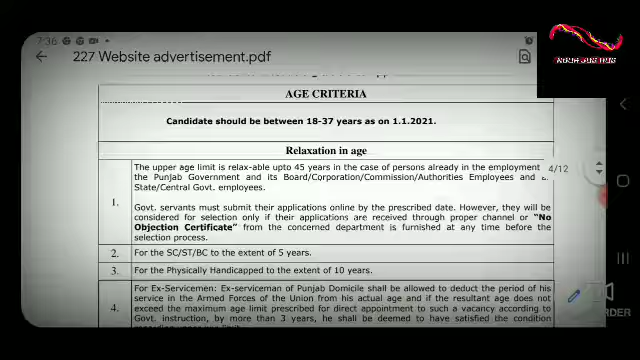 7:36
227 Website advertisement.pdf
AGE CRITERIA
Candidate should be between 18-37 years as on 1.1.2021.
Relaxation in age
1.
The upper age limit is relax-able upto 45 years in the case of persons already in the employment
the Punjab Government and its Board/Corporation/Commission/Authorities Employees and
State/Central Govt. employees.
Govt. servants must submit their applications online by the prescribed date. However, they will be
considered for selection only if their applications are received through proper channel or "No
Objection Certificate" from the concerned department is furnished at any time before the
selection process.
4/12
2. For the SC/ST/BC to the extent of 5 years.
3. For the Physically Handicapped to the extent of 10 years.
4.
For Ex-Servicemen: Ex-serviceman of Punjab Domicile shall be allowed to deduct the period of his
service in the Armed Forces of the Union from his actual age and if the resultant age does not
exceed the maximum age limit prescribed for direct appointment to such a vacancy according to
Govt. instruction, by more than 3 years, he shall be deemed to have satisfied the condition